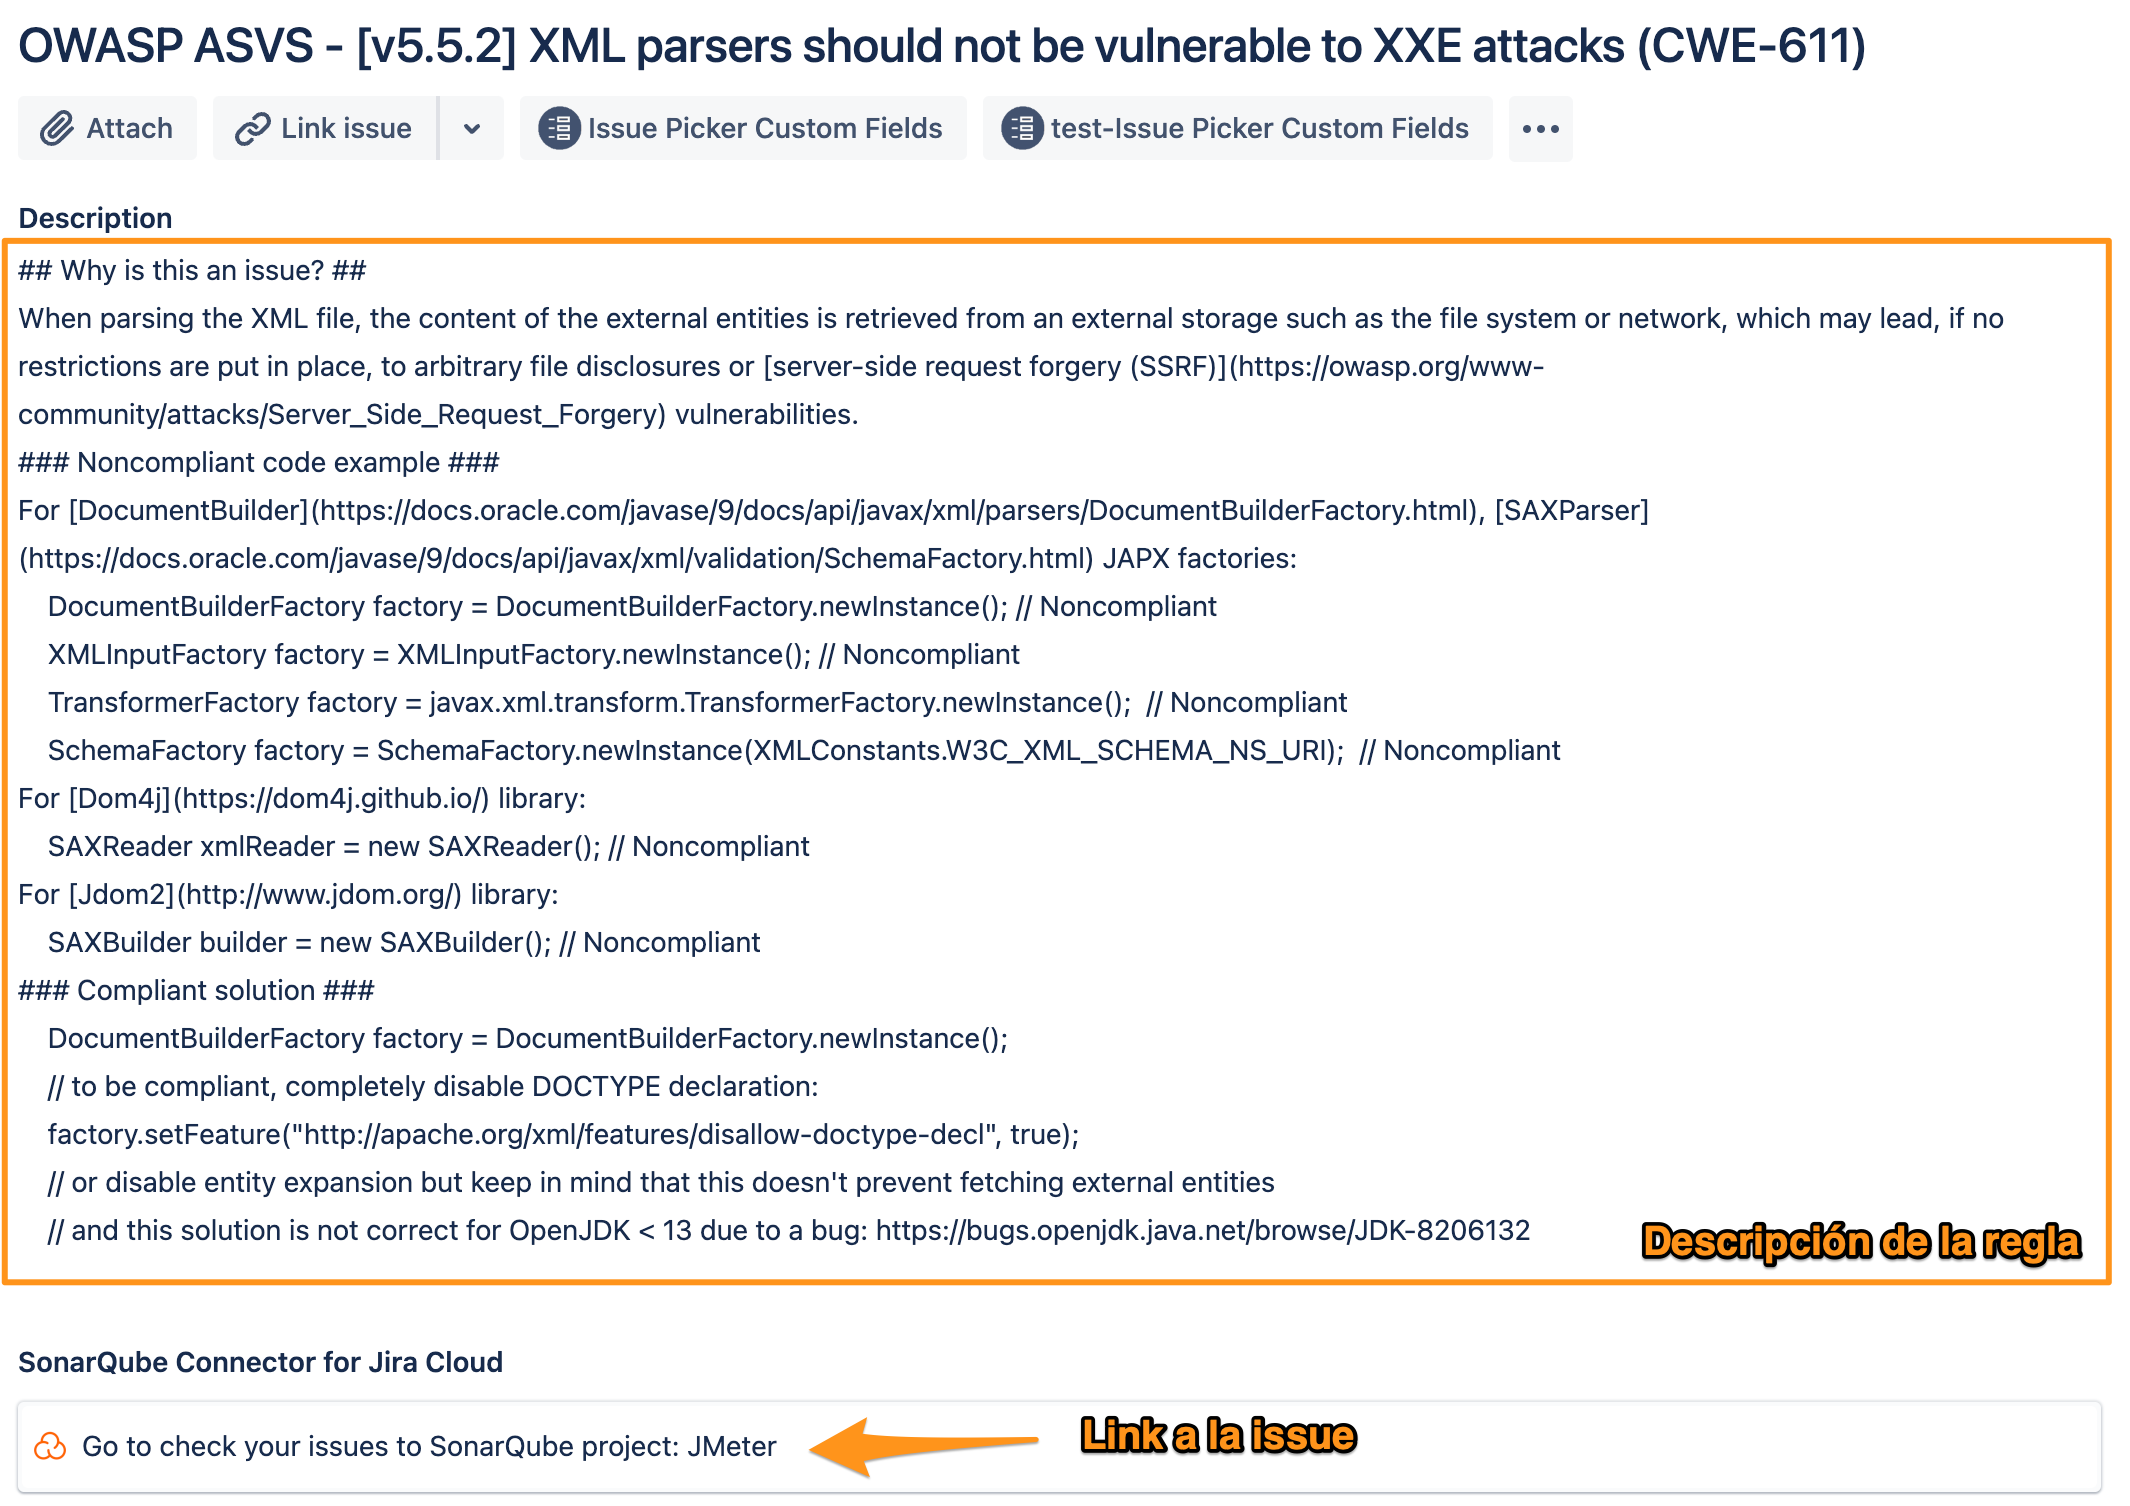 OWASP ASVS - [v5.5.2] XML parsers should not be vulnerable to XXE attacks (CWE-611)
Attach Link issue Issue Picker Custom Fields test-Issue Picker Custom Fields
Description
## Why is this an issue? ##
When parsing the XML file, the content of the external entities is retrieved from an external storage such as the file system or network, which may lead, if no
restrictions are put in place, to arbitrary file disclosures or [server-side request forgery (SSRF)](https://owasp.org/www-
community/attacks/Server_Side_Request_Forgery) vulnerabilities.
### Noncompliant code example ###
For [DocumentBuilder](https://docs.oracle.com/javase/9/docs/api/javax/xml/parsers/DocumentBuilderFactory.html), [SAXParser]
(https://docs.oracle.com/javase/9/docs/api/javax/xml/validation/SchemaFactory.html) JAPX factories:
DocumentBuilderFactory factory = DocumentBuilderFactory.newInstance(); // Noncompliant
XMLInputFactory factory = XMLInputFactory.newInstance(); // Noncompliant
TransformerFactory factory = javax.xml.transform.TransformerFactory.newInstance();  // Noncompliant
SchemaFactory factory = SchemaFactory.newInstance(XMLConstants.W3C_XML_SCHEMA_NS_URI);  // Noncompliant
For [Dom4j](https://dom4j.github.io/) library:
SAXReader xmlReader = new SAXReader(); // Noncompliant
For [Jdom2](http://www.jdom.org/) library:
SAXBuilder builder = new SAXBuilder(); // Noncompliant
### Compliant solution ###
DocumentBuilderFactory factory = DocumentBuilderFactory.newInstance();
// to be compliant, completely disable DOCTYPE declaration:
factory.setFeature("http://apache.org/xml/features/disallow-doctype-decl", true);
// or disable entity expansion but keep in mind that this doesn't prevent fetching external entities
// and this solution is not correct for OpenJDK < 13 due to a bug: https://bugs.openjdk.java.net/browse/JDK-8206132
Descripción de la regla
SonarQube Connector for Jira Cloud
Go to check your issues to SonarQube project: JMeter
Link a la issue